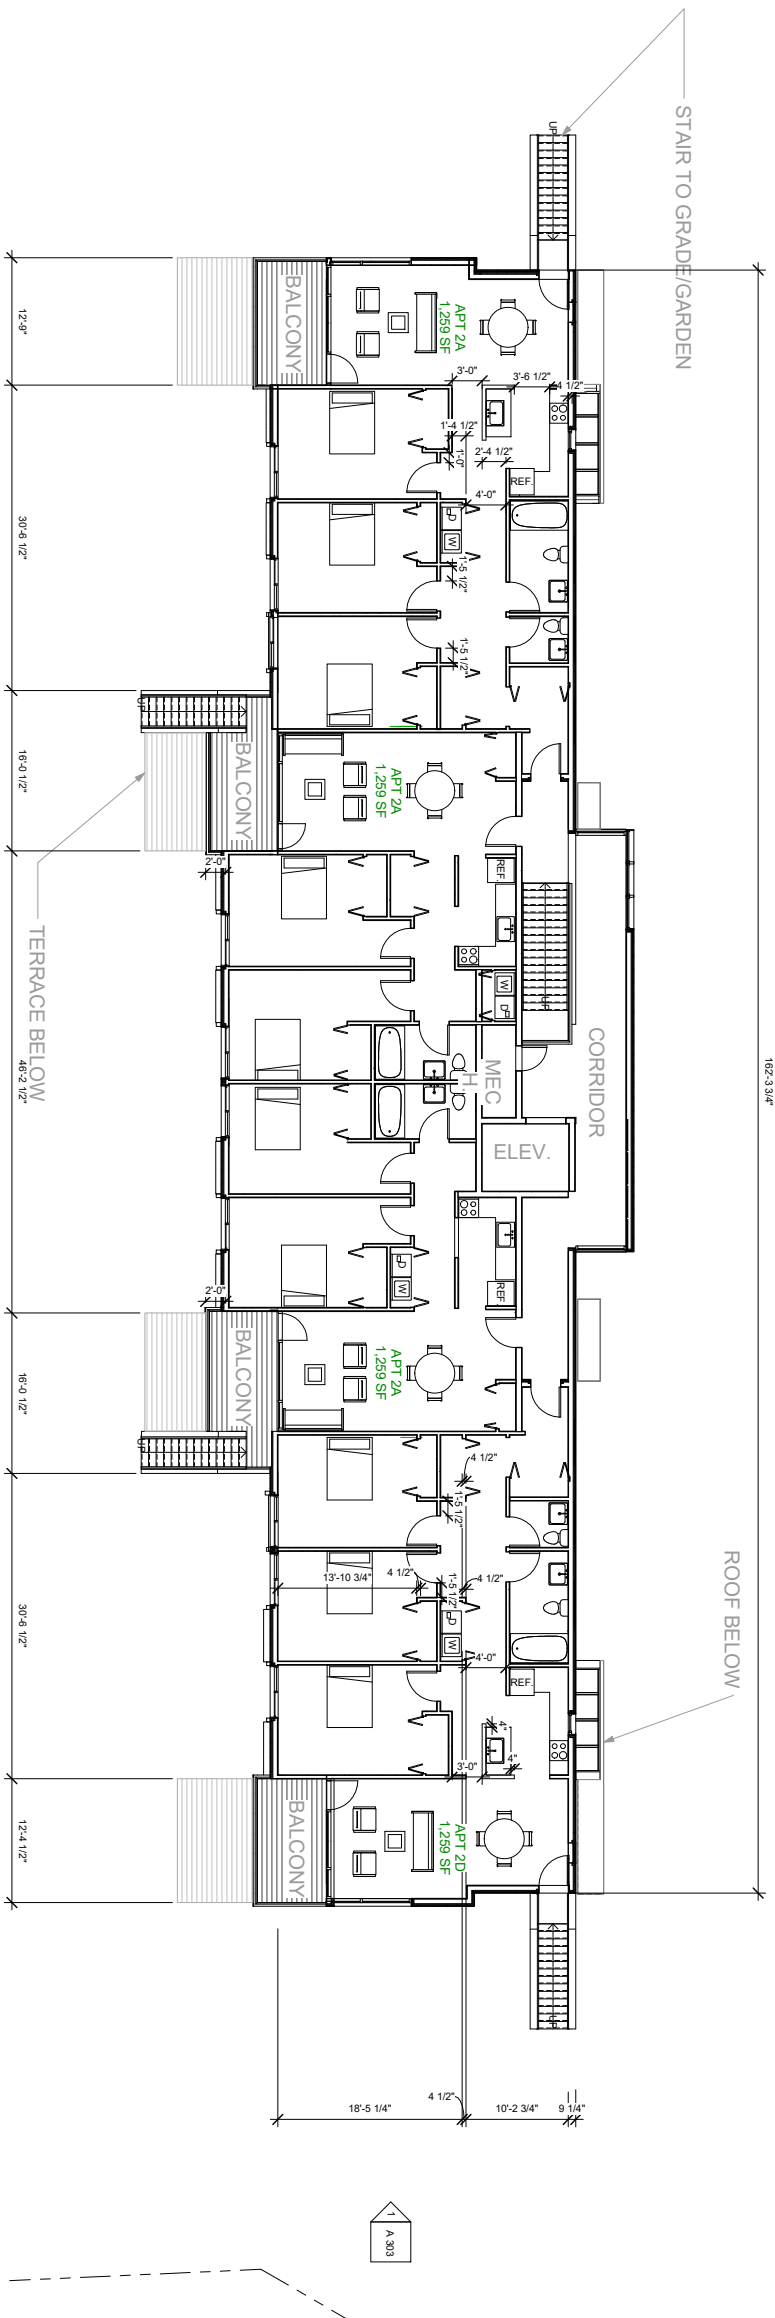 STAIR TO GRADE/GARDEN
UP
162'-3 3/4"
12'-9"
BALCONY
APT 2A
1,259 SF
3'-0"
3'-6 1/2"
4 1/2"
1'-4 1/2"
1'-0"
2'-4 1/2"
REF.
4'-0"
30'-6 1/2"
D
W
1'-5 1/2"
1'-5 1/2"
UP
16'-0 1/2"
BALCONY
APT 2A
1,259 SF
2'-0"
TERRACE BELOW
REF.
UP
W
D
CORRIDOR
46'-2 1/2"
MEC
H.
ELEV.
D
W
REF.
2'-0"
BALCONY
APT 2A
1,259 SF
16'-0 1/2"
UP
4 1/2"
1'-5 1/2"
13'-10 3/4"
4 1/2"
1'-5 1/2"
4 1/2"
D
W
ROOF BELOW
30'-6 1/2"
4'-0"
REF.
4"
4"
3'-0"
12'-4 1/2"
BALCONY
APT 2D
1,259 SF
UP
18'-5 1/4"
4 1/2"
10'-2 3/4"
9 1/4"
1
A 303